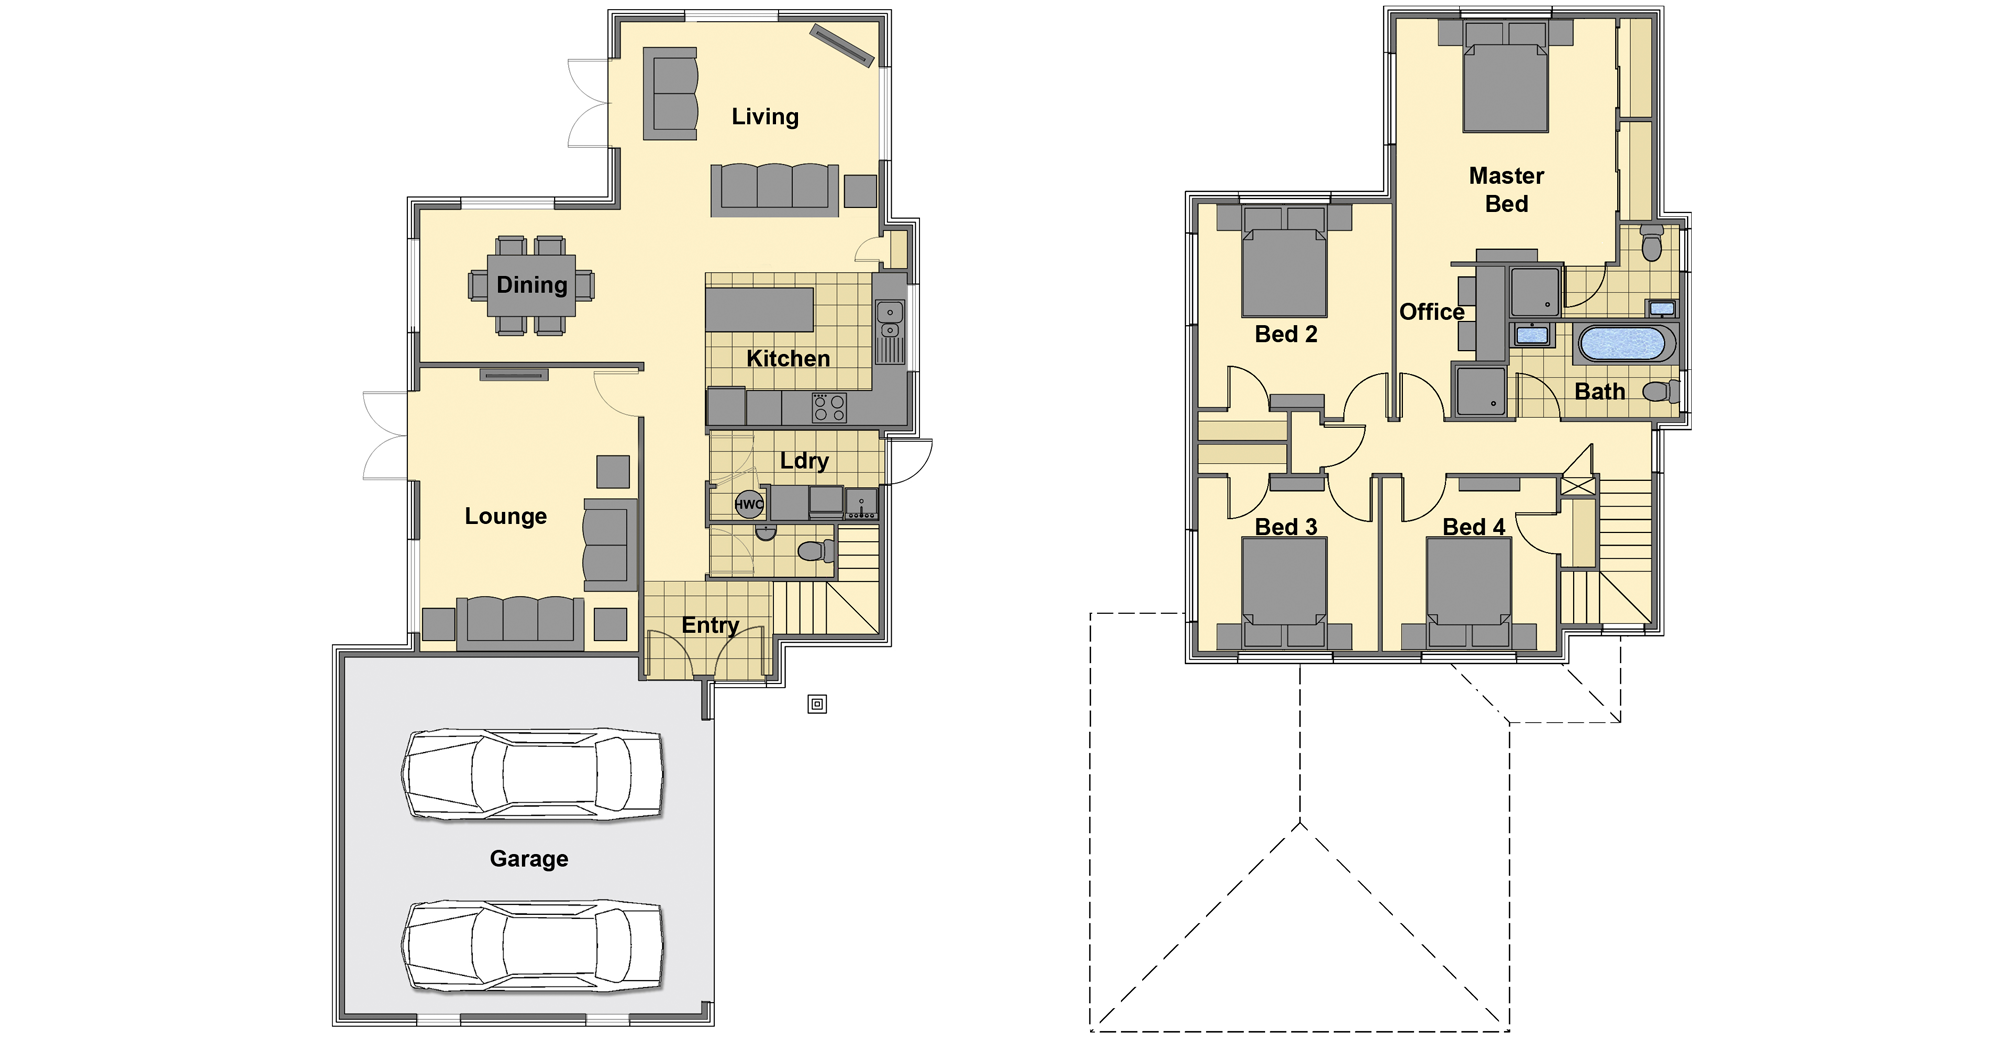 Living
Dining
Kitchen
Ldry
HWC
Lounge
Entry
Garage
Master
Bed
Office
Bed 2
Bath
Bed 3
Bed 4